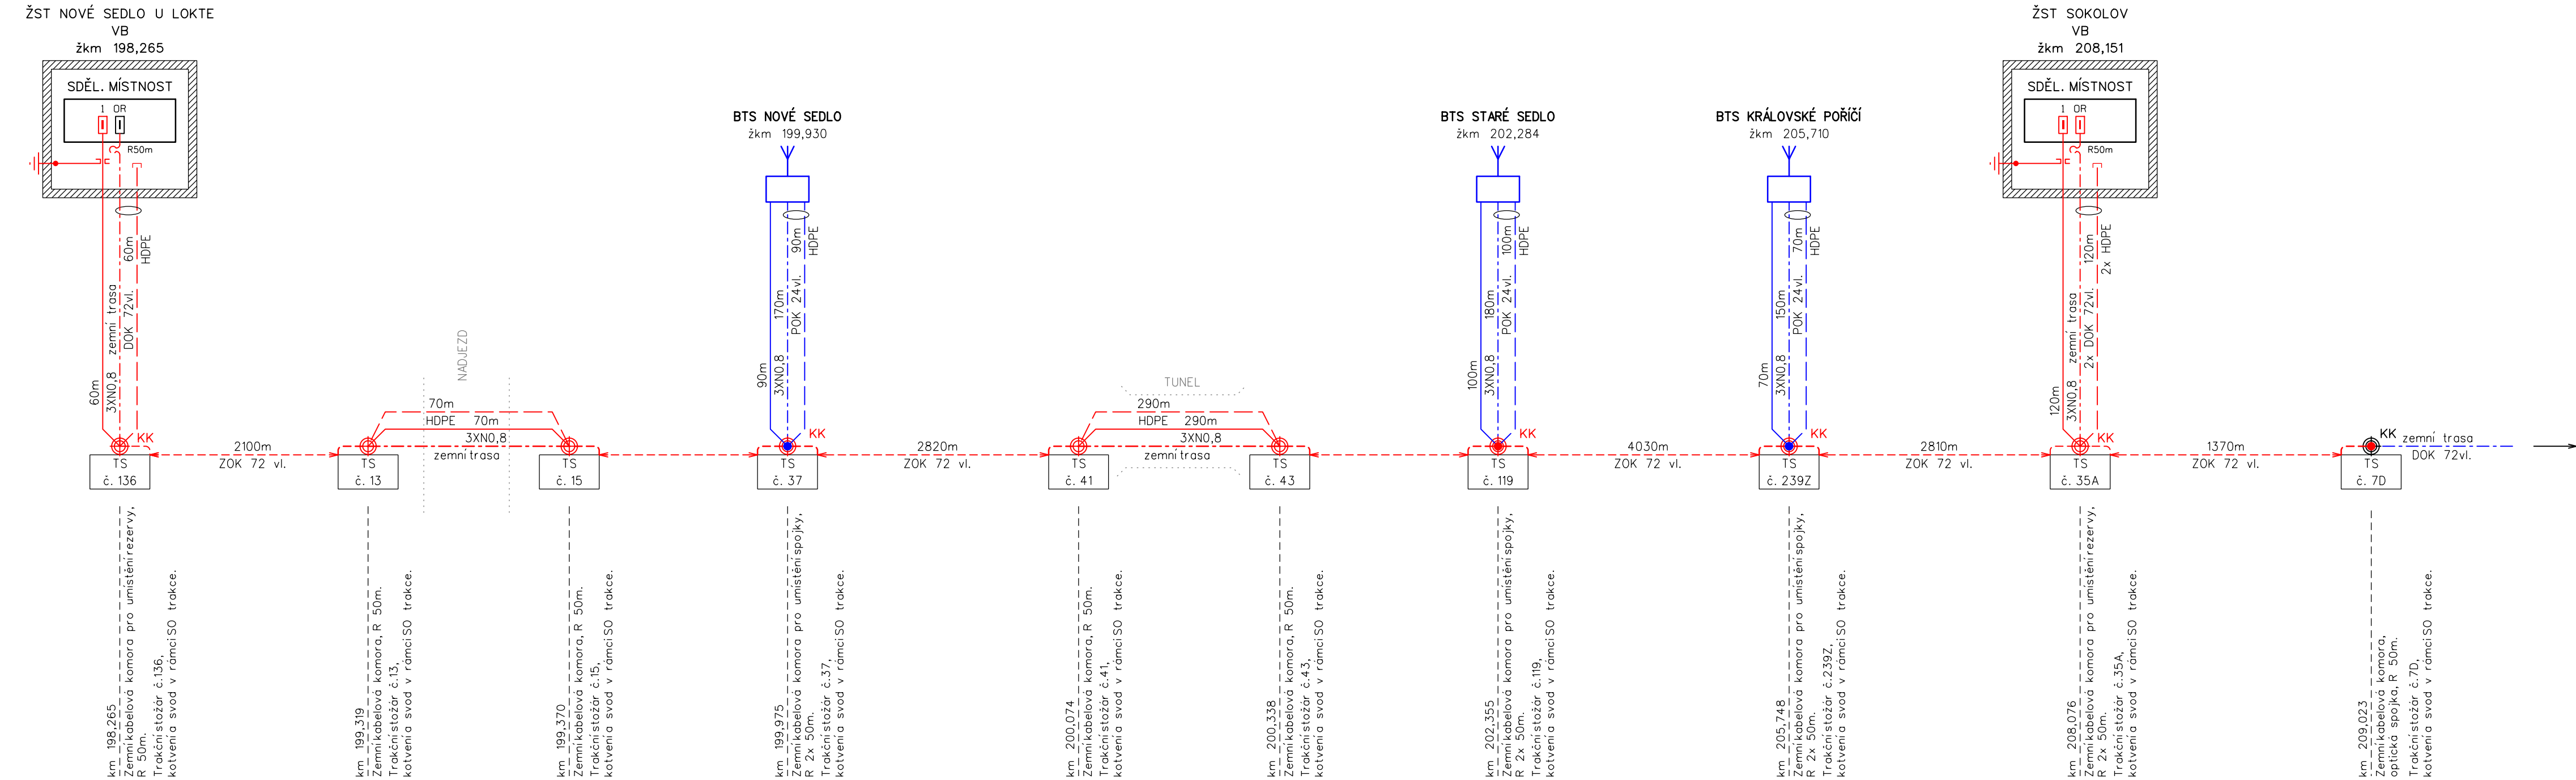 ŽST NOVÉ SEDLO U LOKTE
VB
žkm 198,265
SDĚL. MÍSTNOST
1 OR
R50m
60m
HDPE
zemní trasa
DOK 72vl.
60m
3XN0,8
KK
TS
č. 136
2100m
ZOK 72 vl.
NADJEZD
70m
HDPE 70m
3XN0,8
zemní trasa
TS
č. 13
TS
č. 15
BTS NOVÉ SEDLO
žkm 199,930
90m
HDPE
170m
POK 24vl.
90m
3XN0,8
KK
TS
č. 37
2820m
ZOK 72 vl.
TUNEL
290m
HDPE 290m
3XN0,8
zemní trasa
TS
č. 41
TS
č. 43
BTS STARÉ SEDLO
žkm 202,284
100m
HDPE
180m
POK 24vl.
100m
3XN0,8
KK
TS
č. 119
4030m
ZOK 72 vl.
BTS KRÁLOVSKÉ POŘÍČÍ
žkm 205,710
70m
HDPE
150m
POK 24vl.
70m
3XN0,8
KK
TS
č. 239Z
2810m
ZOK 72 vl.
ŽST SOKOLOV
VB
žkm 208,151
SDĚL. MÍSTNOST
1 OR
R50m
120m
2x HDPE
zemní trasa
2x DOK 72vl.
120m
3XN0,8
KK
TS
č. 35A
1370m
ZOK 72 vl.
KK
zemní trasa
DOK 72vl.
TS
č. 7D
km 198,265
Zemní kabelová komora pro umístění rezervy,
R 50m.
Trakční stožár č.136,
kotvení a svod v rámci SO trakce.
km 199,319
Zemní kabelová komora, R 50m.
Trakční stožár č.13,
kotvení a svod v rámci SO trakce.
km 199,370
Zemní kabelová komora, R 50m.
Trakční stožár č.15,
kotvení a svod v rámci SO trakce.
km 199,975
Zemní kabelová komora pro umístění spojky,
R 2x 50m.
Trakční stožár č.37,
kotvení a svod v rámci SO trakce.
km 200,074
Zemní kabelová komora, R 50m.
Trakční stožár č.41,
kotvení a svod v rámci SO trakce.
km 200,338
Zemní kabelová komora, R 50m.
Trakční stožár č.43,
kotvení a svod v rámci SO trakce.
km 202,355
Zemní kabelová komora pro umístění spojky,
R 2x 50m.
Trakční stožár č.119,
kotvení a svod v rámci SO trakce.
km 205,748
Zemní kabelová komora pro umístění spojky,
R 2x 50m.
Trakční stožár č.239Z,
kotvení a svod v rámci SO trakce.
km 208,076
Zemní kabelová komora pro umístění rezervy,
R 2x 50m.
Trakční stožár č.35A,
kotvení a svod v rámci SO trakce.
km 209,023
Zemní kabelová komora,
optická spojka, R 50m.
Trakční stožár č.7D,
kotvení a svod v rámci SO trakce.